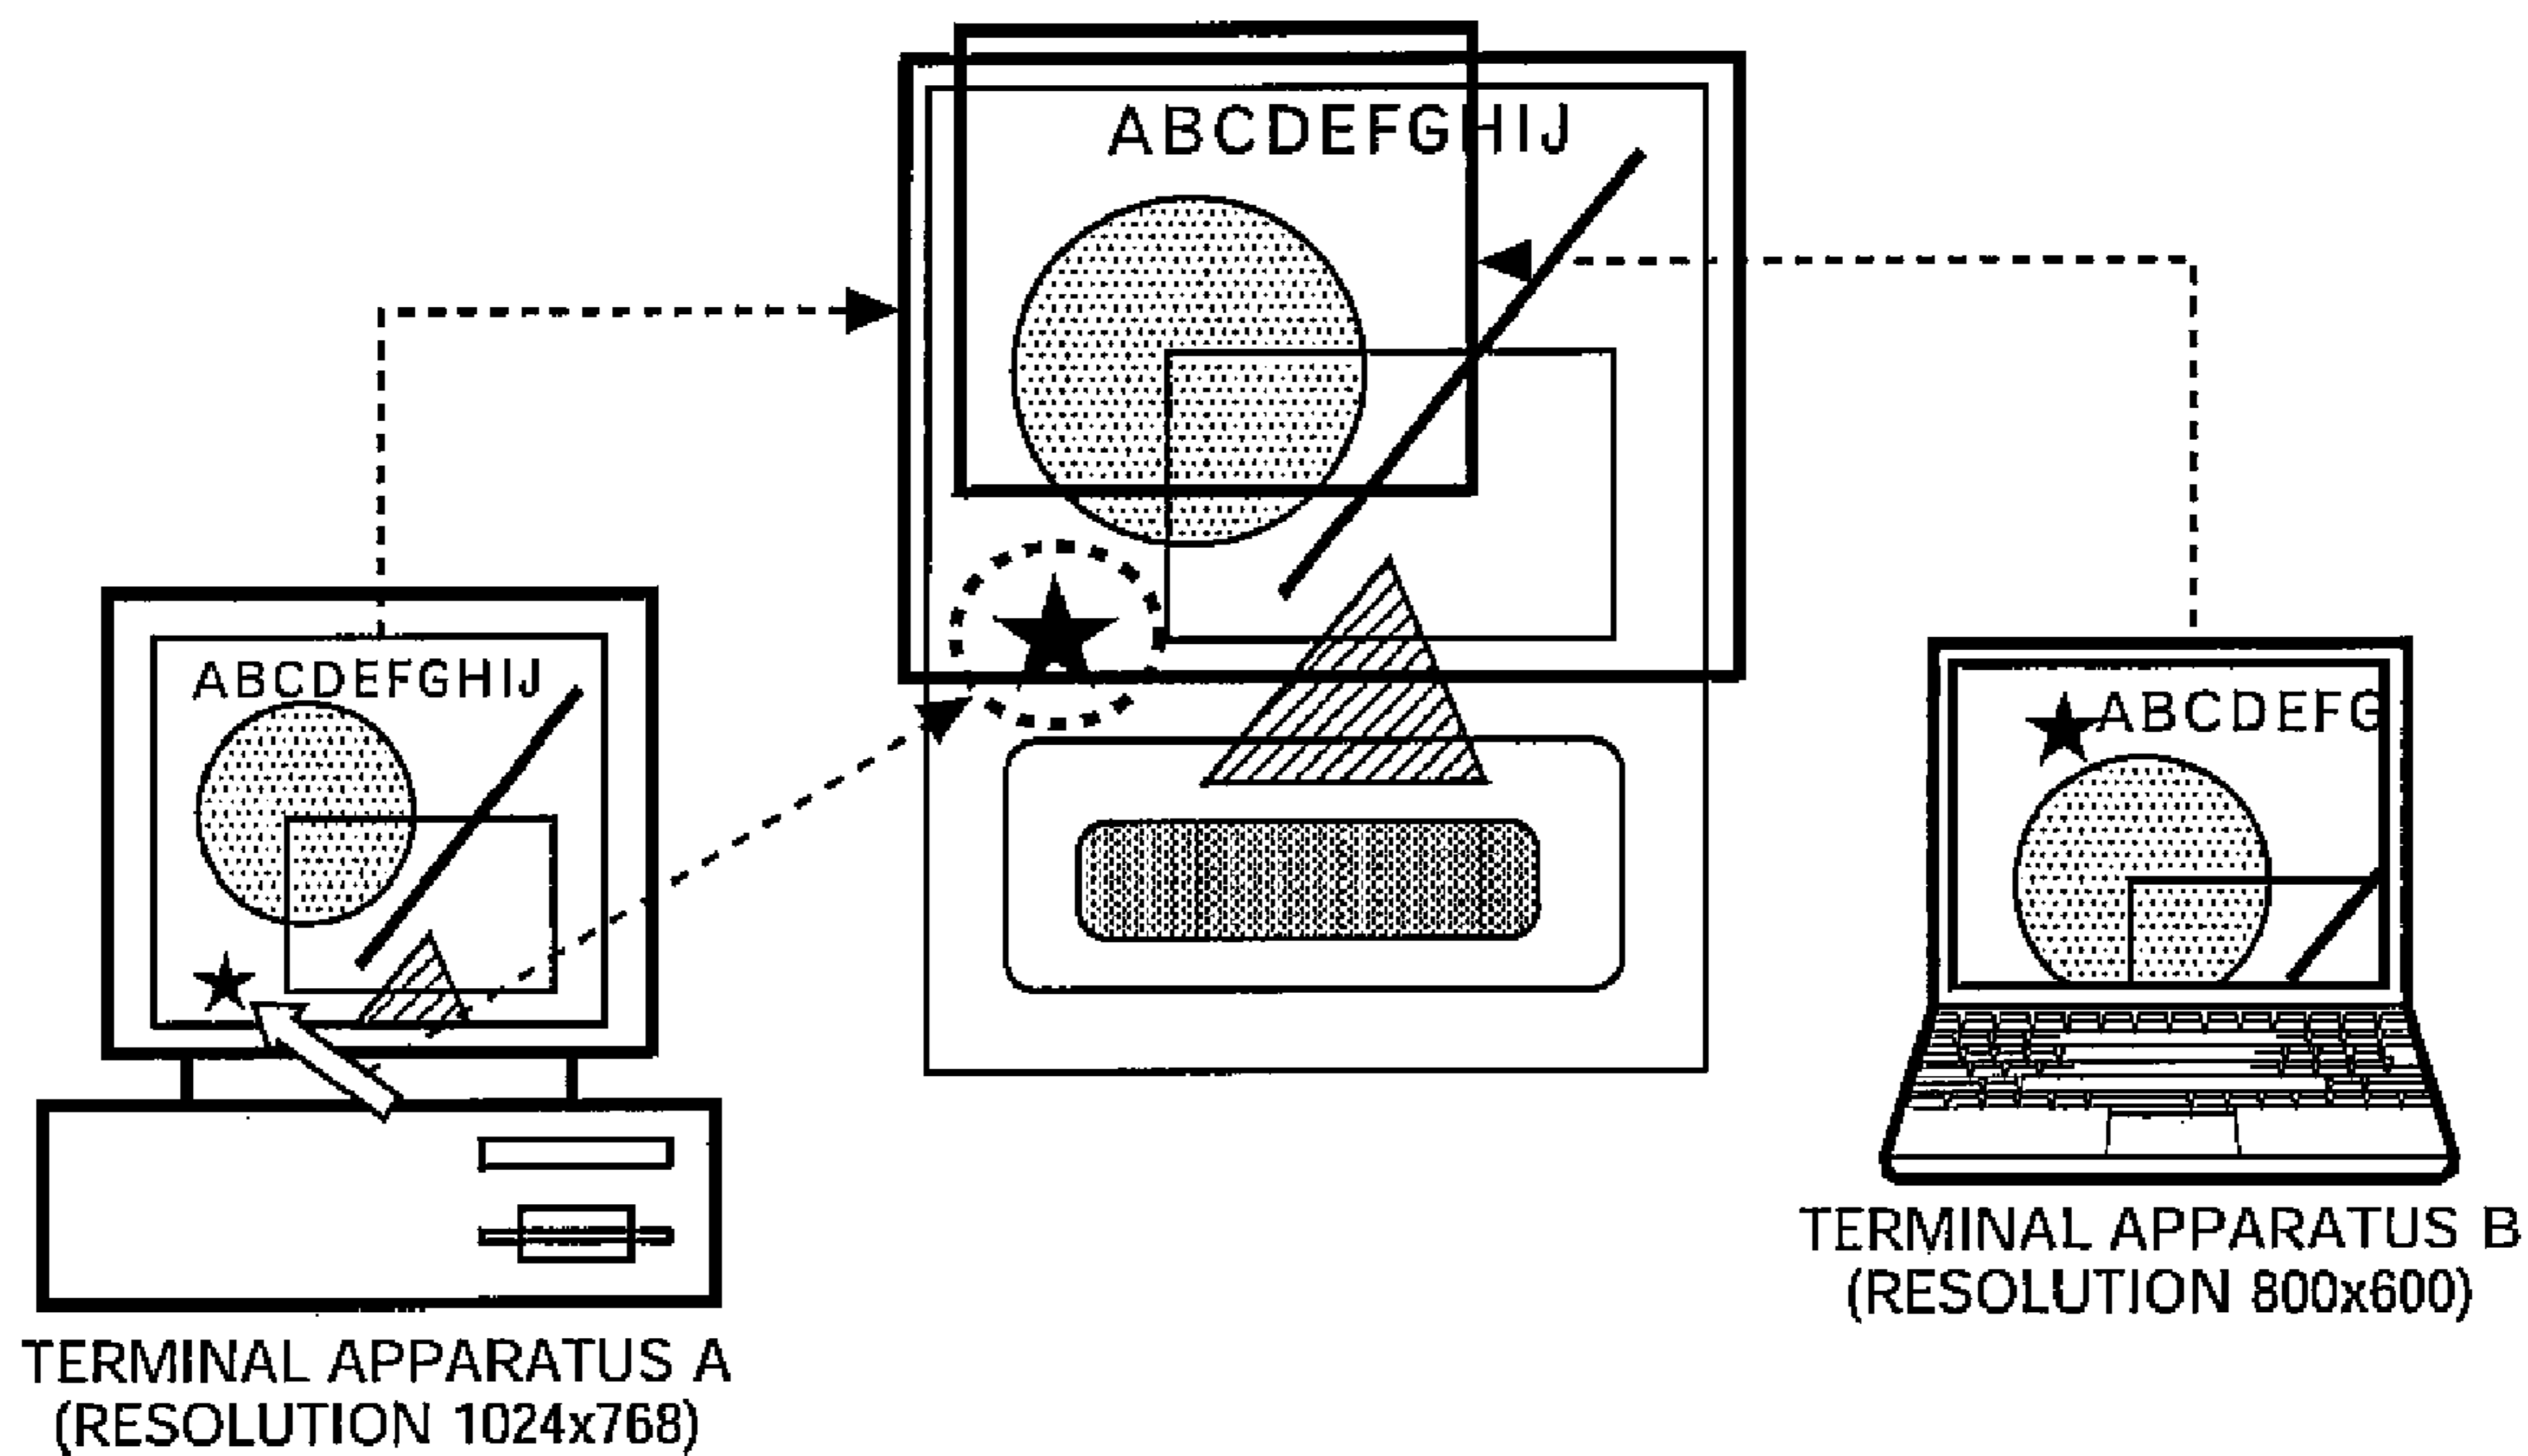 ABCDEFGHIJ
ABCDEFGHIJ
ABCDEFG
TERMINAL APPARATUS B
(RESOLUTION 800x600)
TERMINAL APPARATUS A
(RESOLUTION 1024x768)